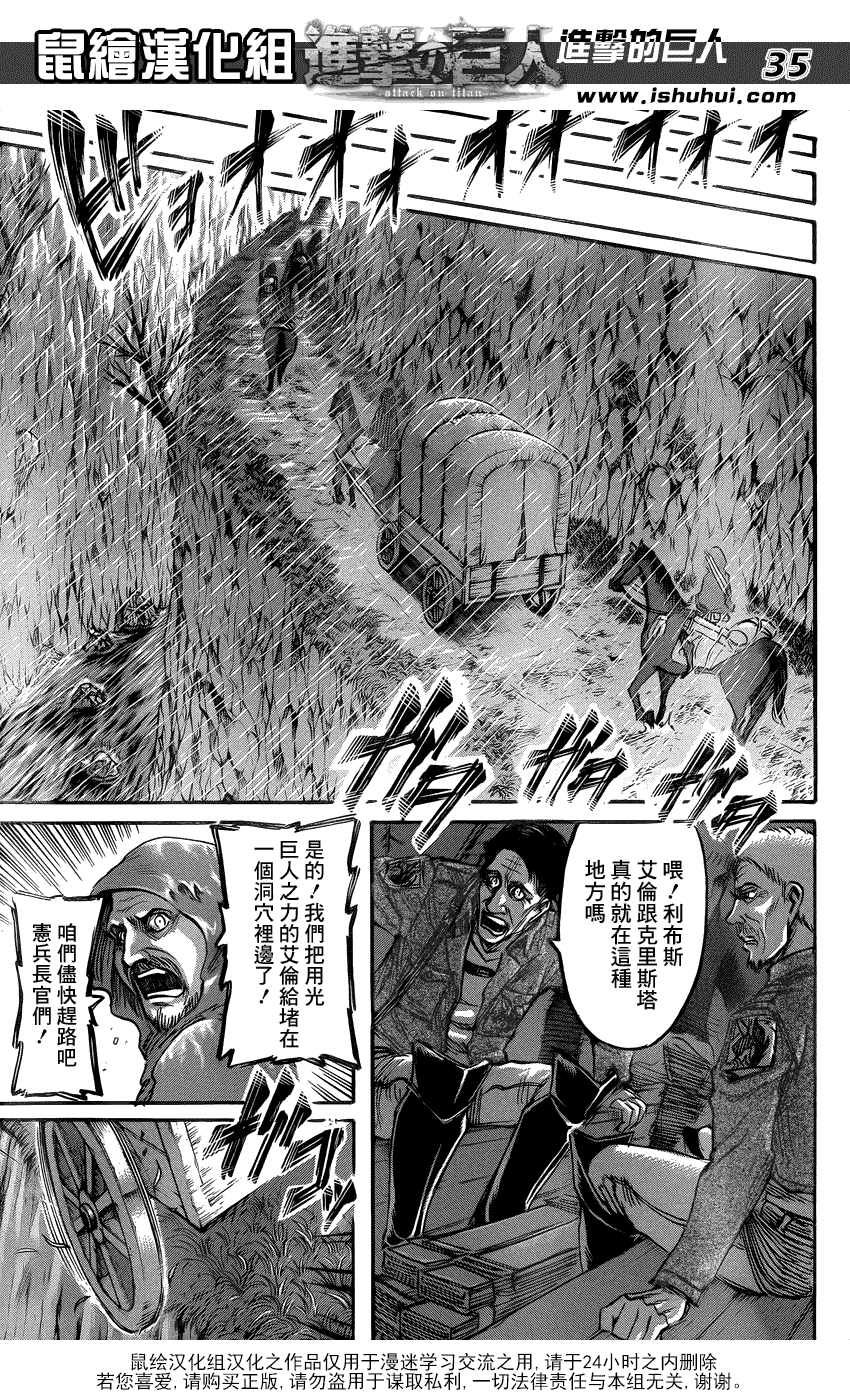 鼠繪漢化組
進撃の巨人
attack on titan
進擊的巨人
35
www.ishuhui.com
ビョオオオオオオ
ガタ
ガタ
ガタ
喂！利布斯
艾倫跟克里斯塔
真的就在這種
地方嗎
是的！我們把用光
巨人之力的艾倫給堵在
一個洞穴裡邊了！
咱們儘快趕路吧
憲兵長官們！
ガコッ
鼠绘汉化组汉化之作品仅用于漫迷学习交流之用, 请于24小时之内删除
若您喜爱, 请购买正版, 请勿盗用于谋取私利, 一切法律责任与本组无关, 谢谢。